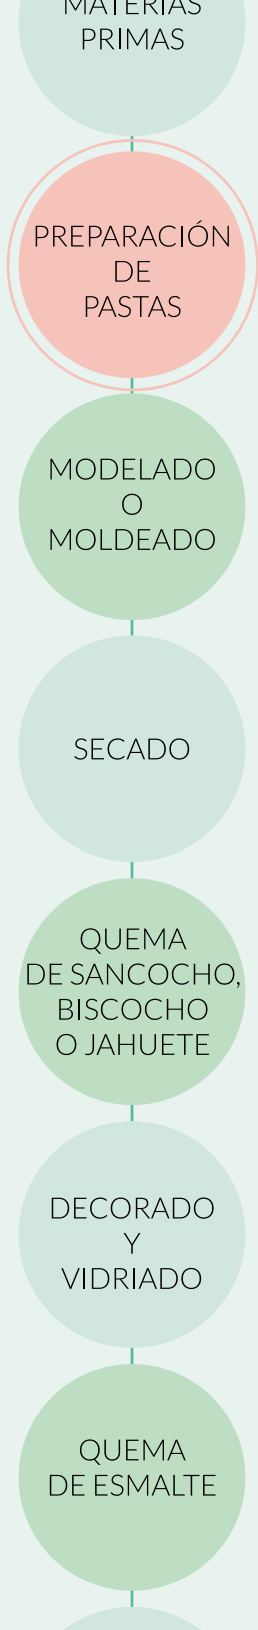 MATERIAS
PRIMAS
PREPARACIÓN
DE
PASTAS
MODELADO
O
MOLDEADO
SECADO
QUEMA
DE SANCOCHO,
BISCOCHO
O JAHUETE
DECORADO
Y
VIDRIADO
QUEMA
DE ESMALTE